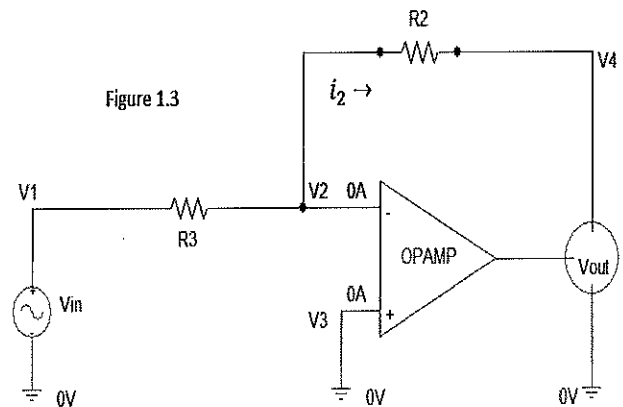 R2
V4
i₂ →
Figure 1.3
V1
V2 0A
-
R3
OPAMP
Vout
+
Vin
-
0A
V3
+
0V
0V
0V